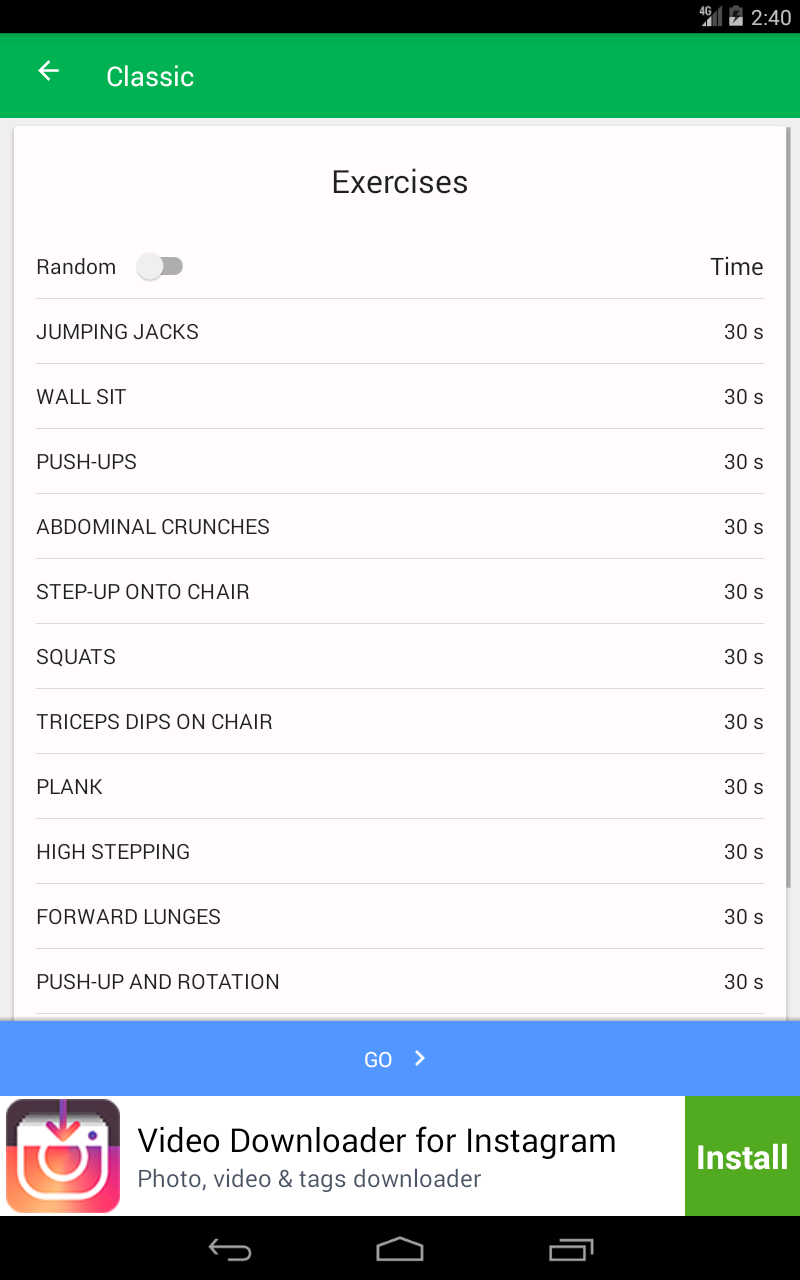 4G 2:40
Classic
Exercises
Random Time
JUMPING JACKS 30 s
WALL SIT 30 s
PUSH-UPS 30 s
ABDOMINAL CRUNCHES 30 s
STEP-UP ONTO CHAIR 30 s
SQUATS 30 s
TRICEPS DIPS ON CHAIR 30 s
PLANK 30 s
HIGH STEPPING 30 s
FORWARD LUNGES 30 s
PUSH-UP AND ROTATION 30 s
GO
Video Downloader for Instagram
Photo, video & tags downloader
Install